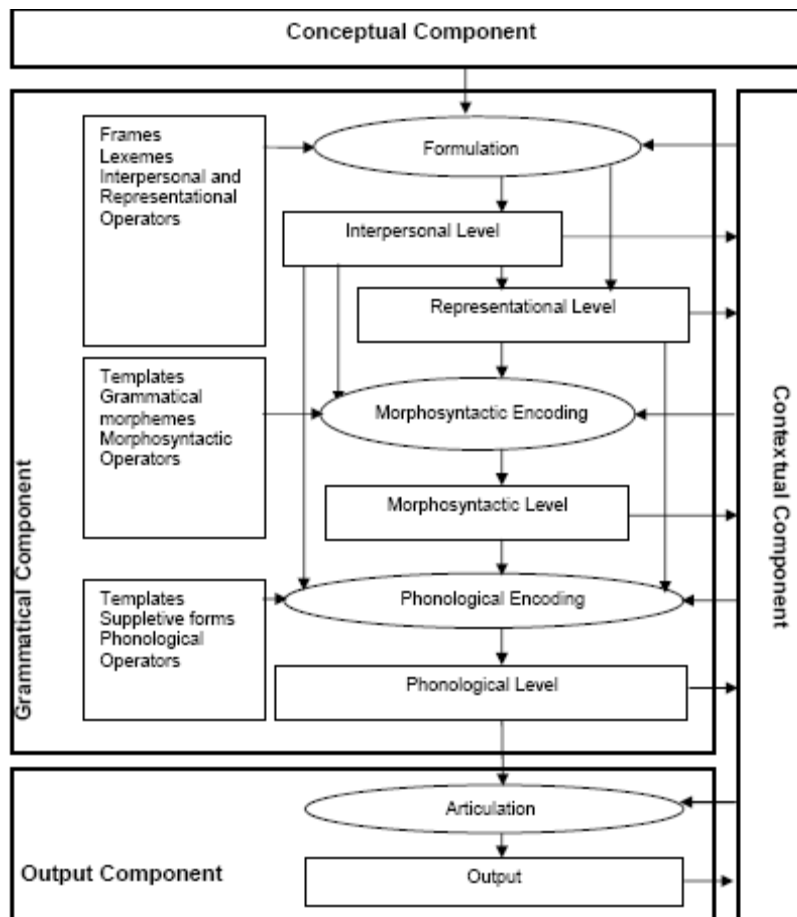 Conceptual Component
Frames
Lexemes
Interpersonal and
Representational
Operators
Formulation
Interpersonal Level
Representational Level
Templates
Grammatical
morphemes
Morphosyntactic
Operators
Morphosyntactic Encoding
Morphosyntactic Level
Templates
Suppletive forms
Phonological
Operators
Phonological Encoding
Phonological Level
Grammatical Component
Contextual Component
Articulation
Output Component
Output